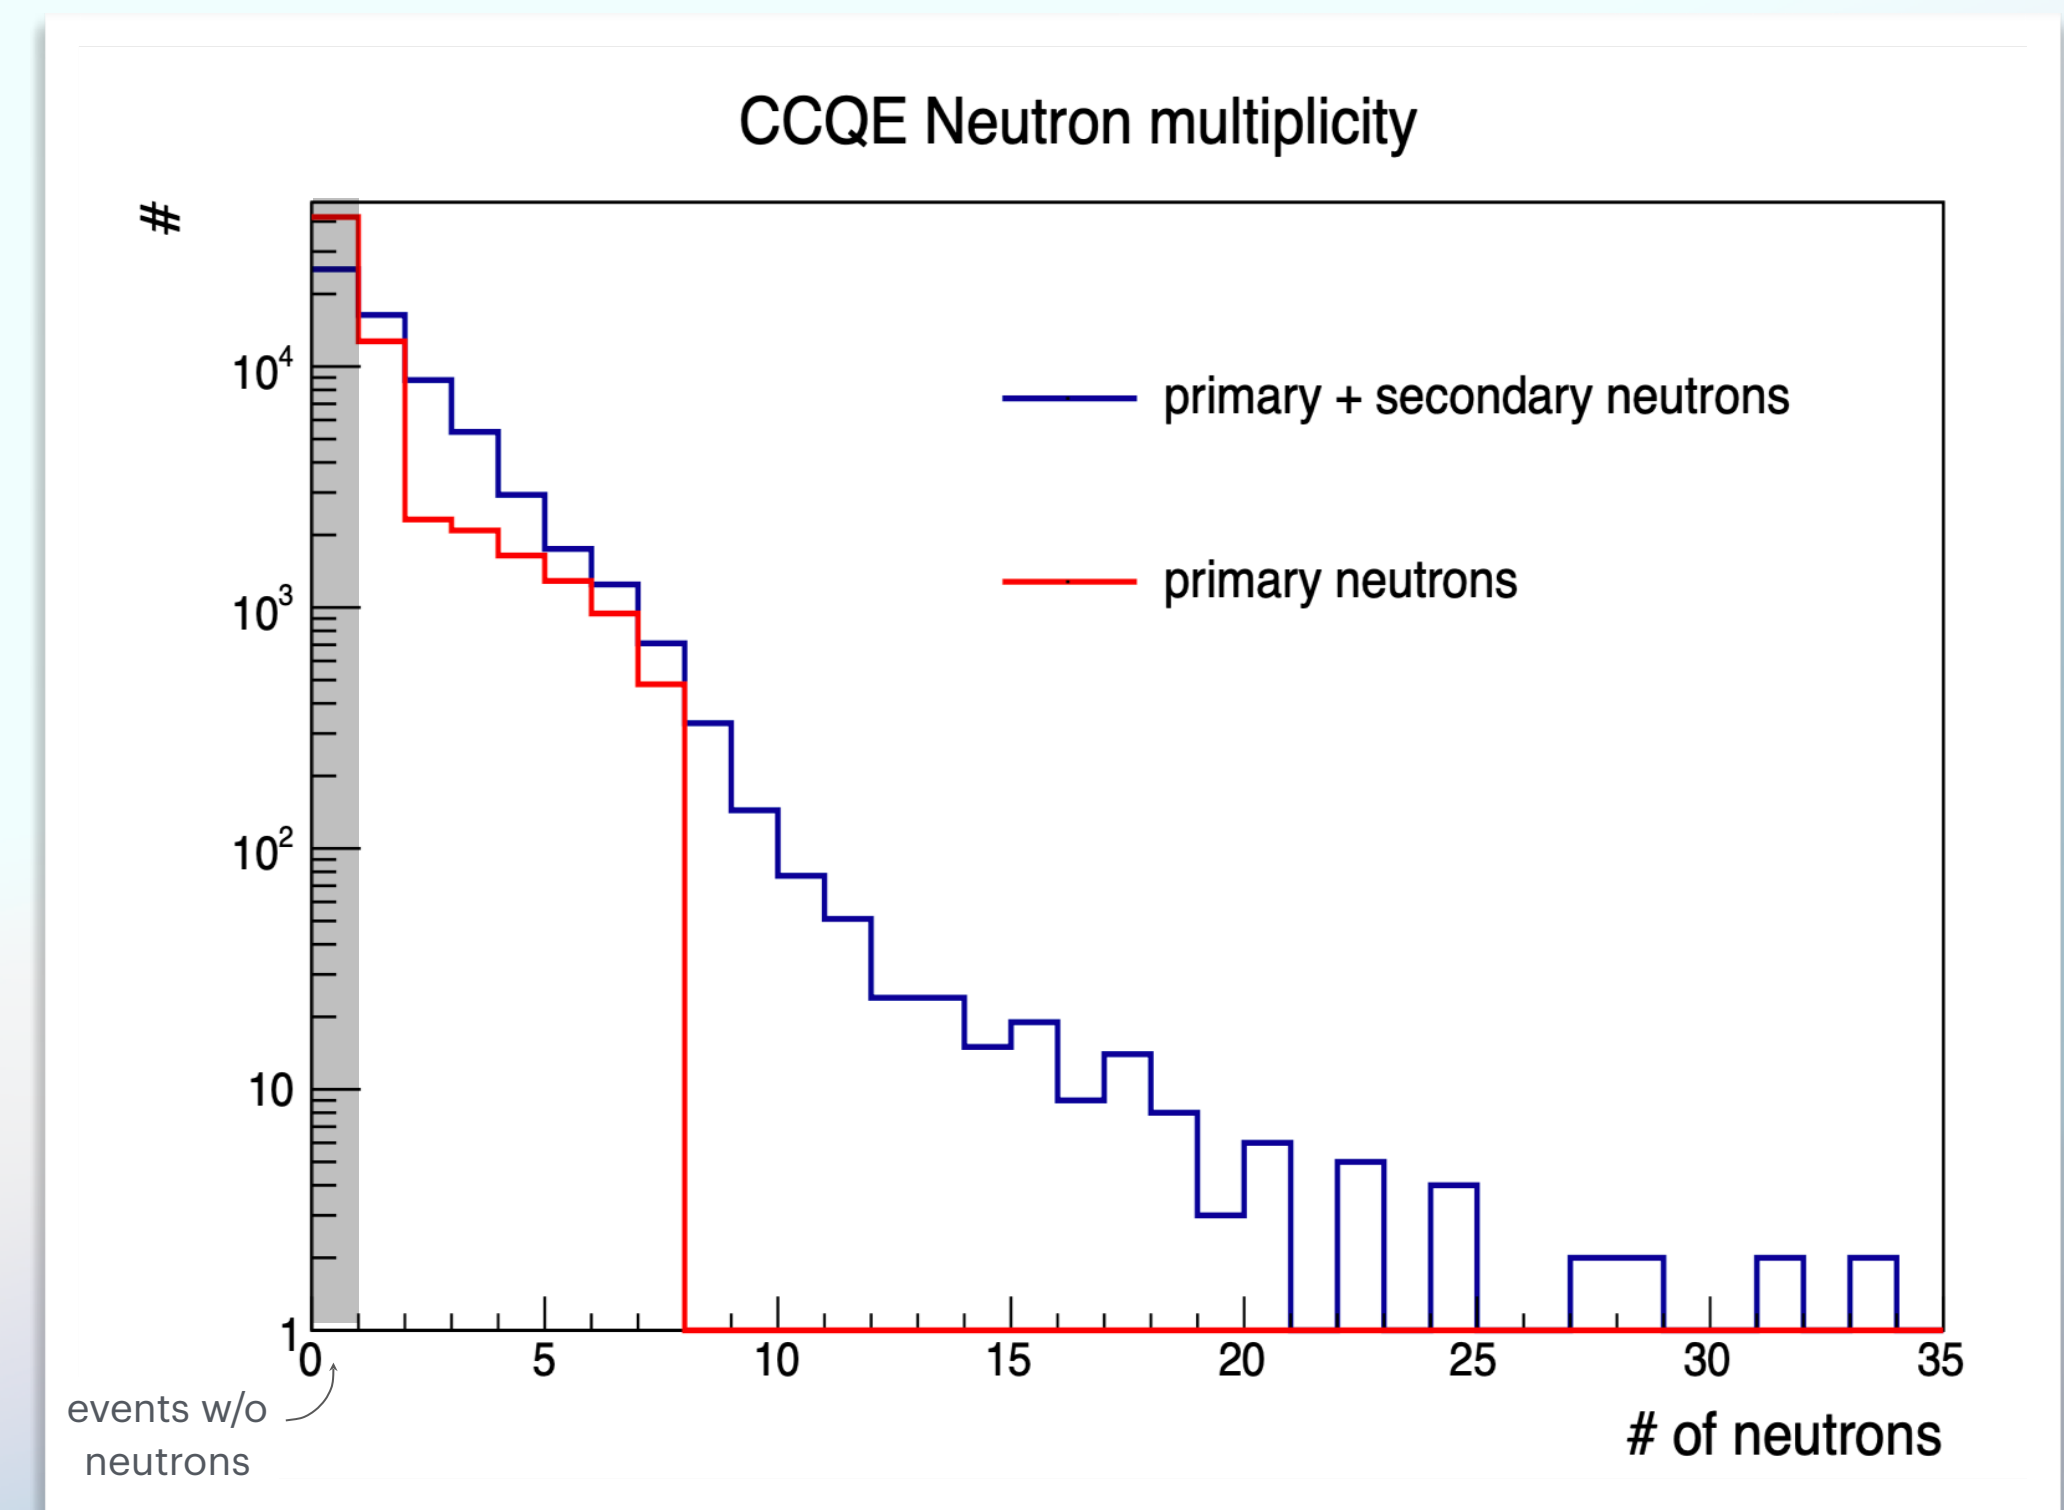 CCQE Neutron multiplicity
#
10⁴
10³
10²
10
1
primary + secondary neutrons
primary neutrons
0 5 10 15 20 25 30 35
events w/o
neutrons
# of neutrons